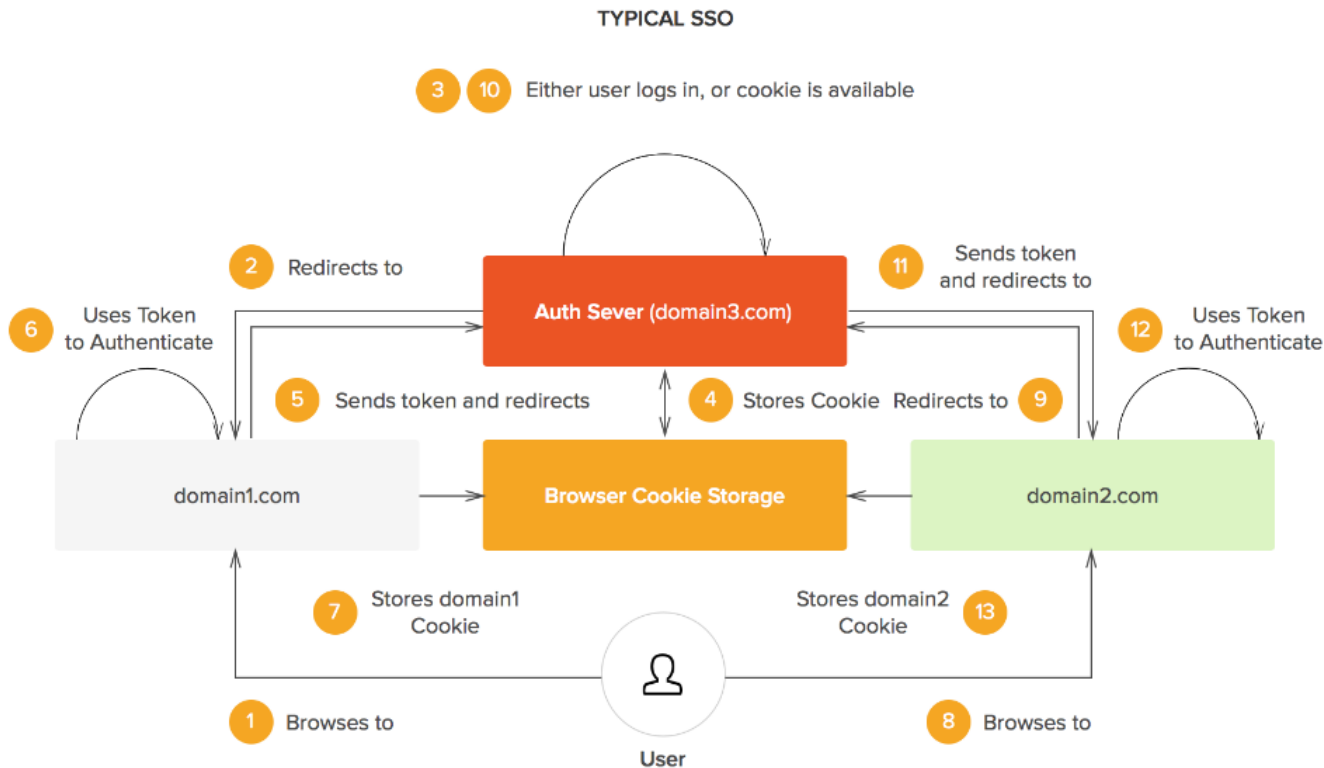 TYPICAL SSO
3 10 Either user logs in, or cookie is available
2 Redirects to
11 Sends token
and redirects to
6 Uses Token
to Authenticate
Auth Sever (domain3.com)
12 Uses Token
to Authenticate
5 Sends token and redirects
4 Stores Cookie
Redirects to 9
domain1.com
Browser Cookie Storage
domain2.com
7 Stores domain1
Cookie
Stores domain2 13
Cookie
1 Browses to
8 Browses to
User